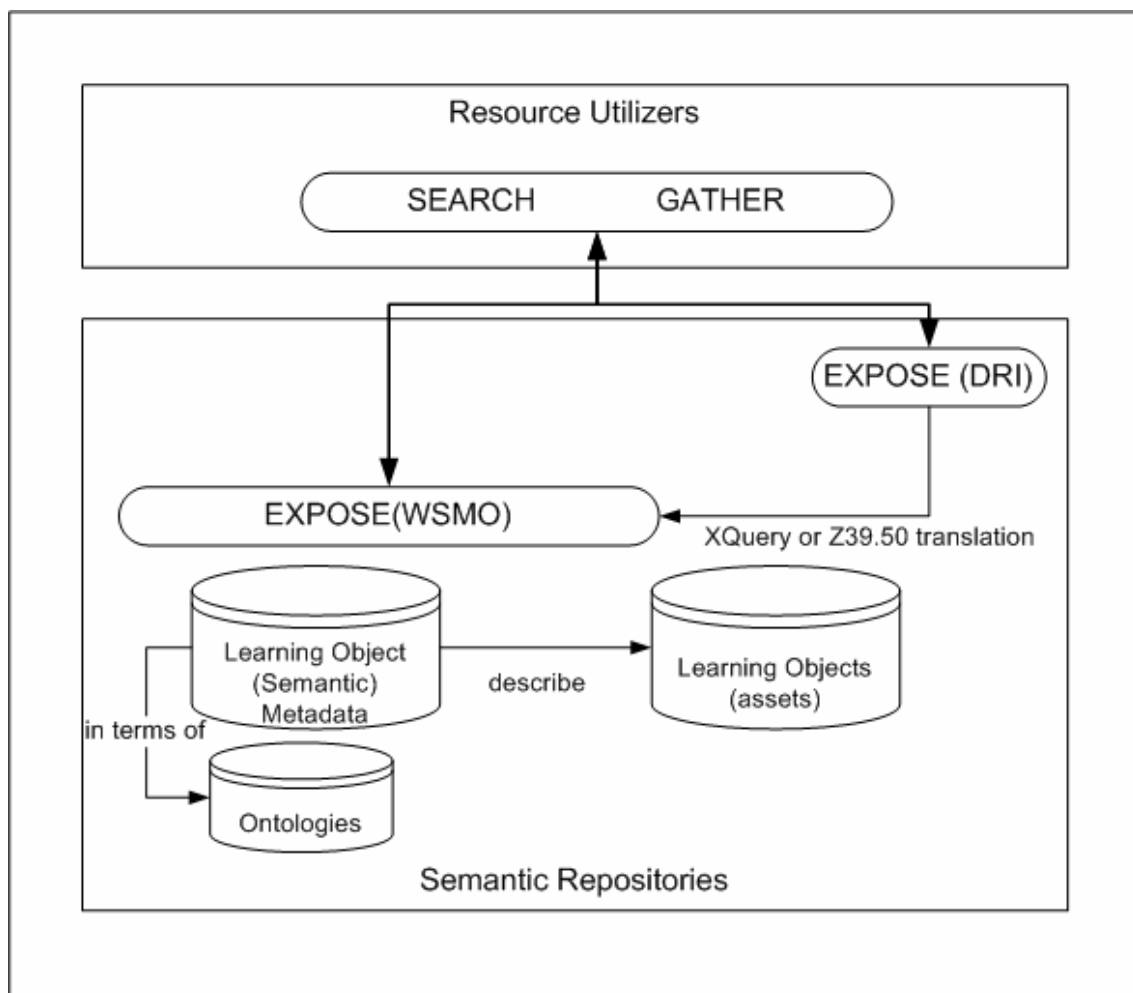 Resource Utilizers
SEARCH GATHER
EXPOSE (DRI)
EXPOSE(WSMO)
XQuery or Z39.50 translation
Learning Object
(Semantic)
Metadata
describe
Learning Objects
(assets)
in terms of
Ontologies
Semantic Repositories